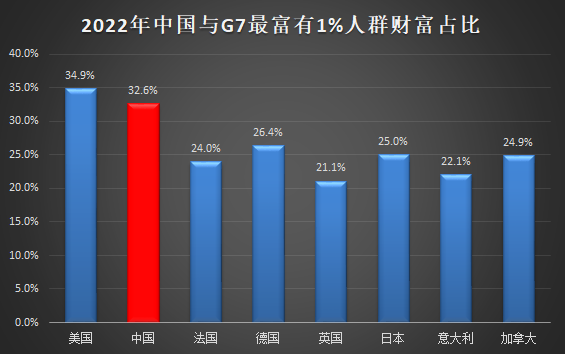 2022年中国与G7最富有1%人群财富占比
40.0%
35.0%
30.0%
25.0%
20.0%
15.0%
10.0%
5.0%
0.0%
34.9%
32.6%
24.0%
26.4%
21.1%
25.0%
22.1%
24.9%
美国
中国
法国
德国
英国
日本
意大利
加拿大